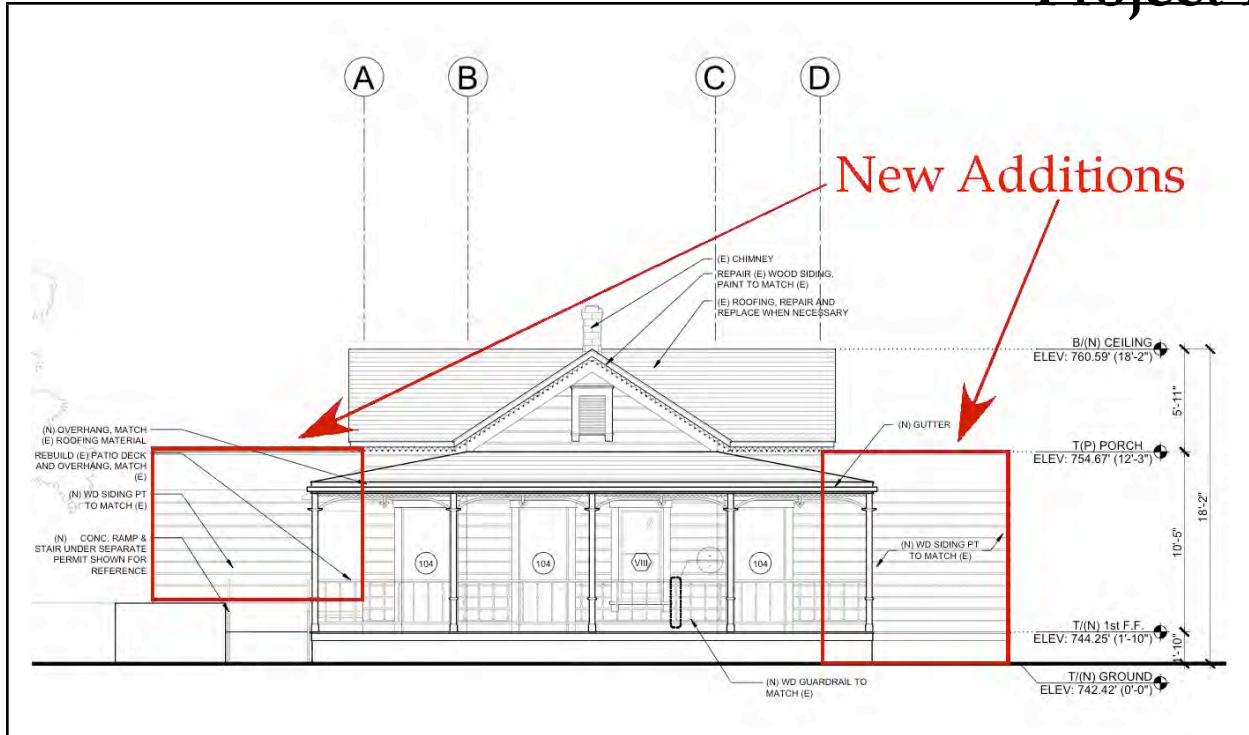 Project
A B C D
New Additions
(E) CHIMNEY
REPAIR (E) WOOD SIDING,
PAINT TO MATCH (E)
(E) ROOFING, REPAIR AND
REPLACE WHEN NECESSARY
B/(N) CEILING
ELEV: 760.59' (18'-2")
5'-11"
(N) OVERHANG, MATCH
(E) ROOFING MATERIAL
REBUILD (E) PATIO DECK
AND OVERHANG, MATCH
(E)
(N) WD SIDING PT
TO MATCH (E)
(N) CONC. RAMP &
STAIR UNDER SEPARATE
PERMIT SHOWN FOR
REFERENCE
(N) GUTTER
T(P) PORCH
ELEV: 754.67' (12'-3")
18'-2"
10'-5"
(N) WD SIDING PT
TO MATCH (E)
104 104 VIII 104
T/(N) 1st F.F.
ELEV: 744.25' (1'-10")
1'-10"
(N) WD GUARDRAIL TO
MATCH (E)
T/(N) GROUND
ELEV: 742.42' (0'-0")